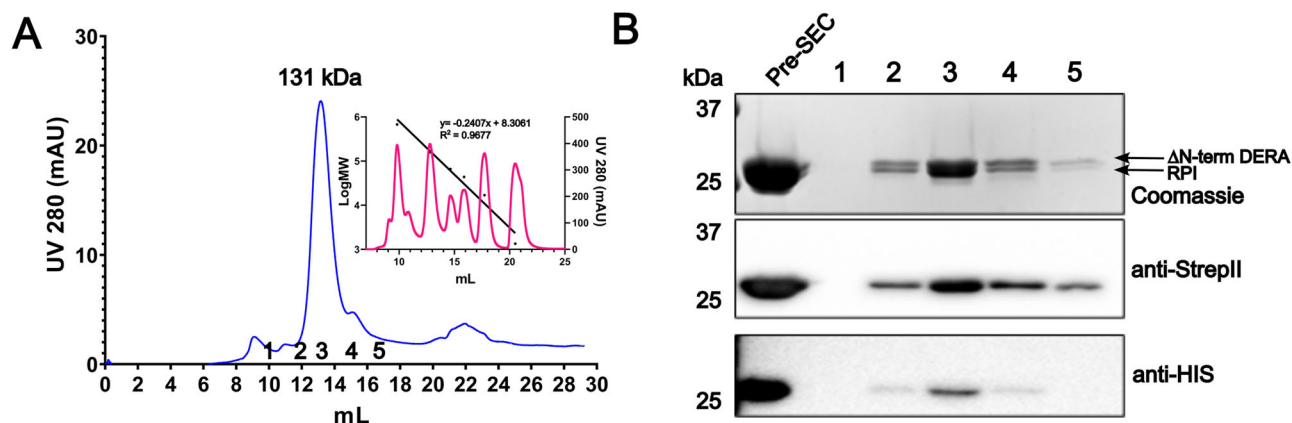 A
B
131 kDa
UV 280 (mAU)
30
20
10
0
0 2 4 6 8 10 12 14 16 18 20 22 24 26 28 30
mL
1 2 3 4 5
y= -0.2407x + 8.3061
R² = 0.9677
LogMW
6
5
4
3
UV 280 (mAU)
500
400
300
200
100
0
10 15 20 25
mL
kDa
Pre-SEC 1 2 3 4 5
37
25
ΔN-term DERA
RPI
Coomassie
37
25
anti-StrepII
25
anti-HIS